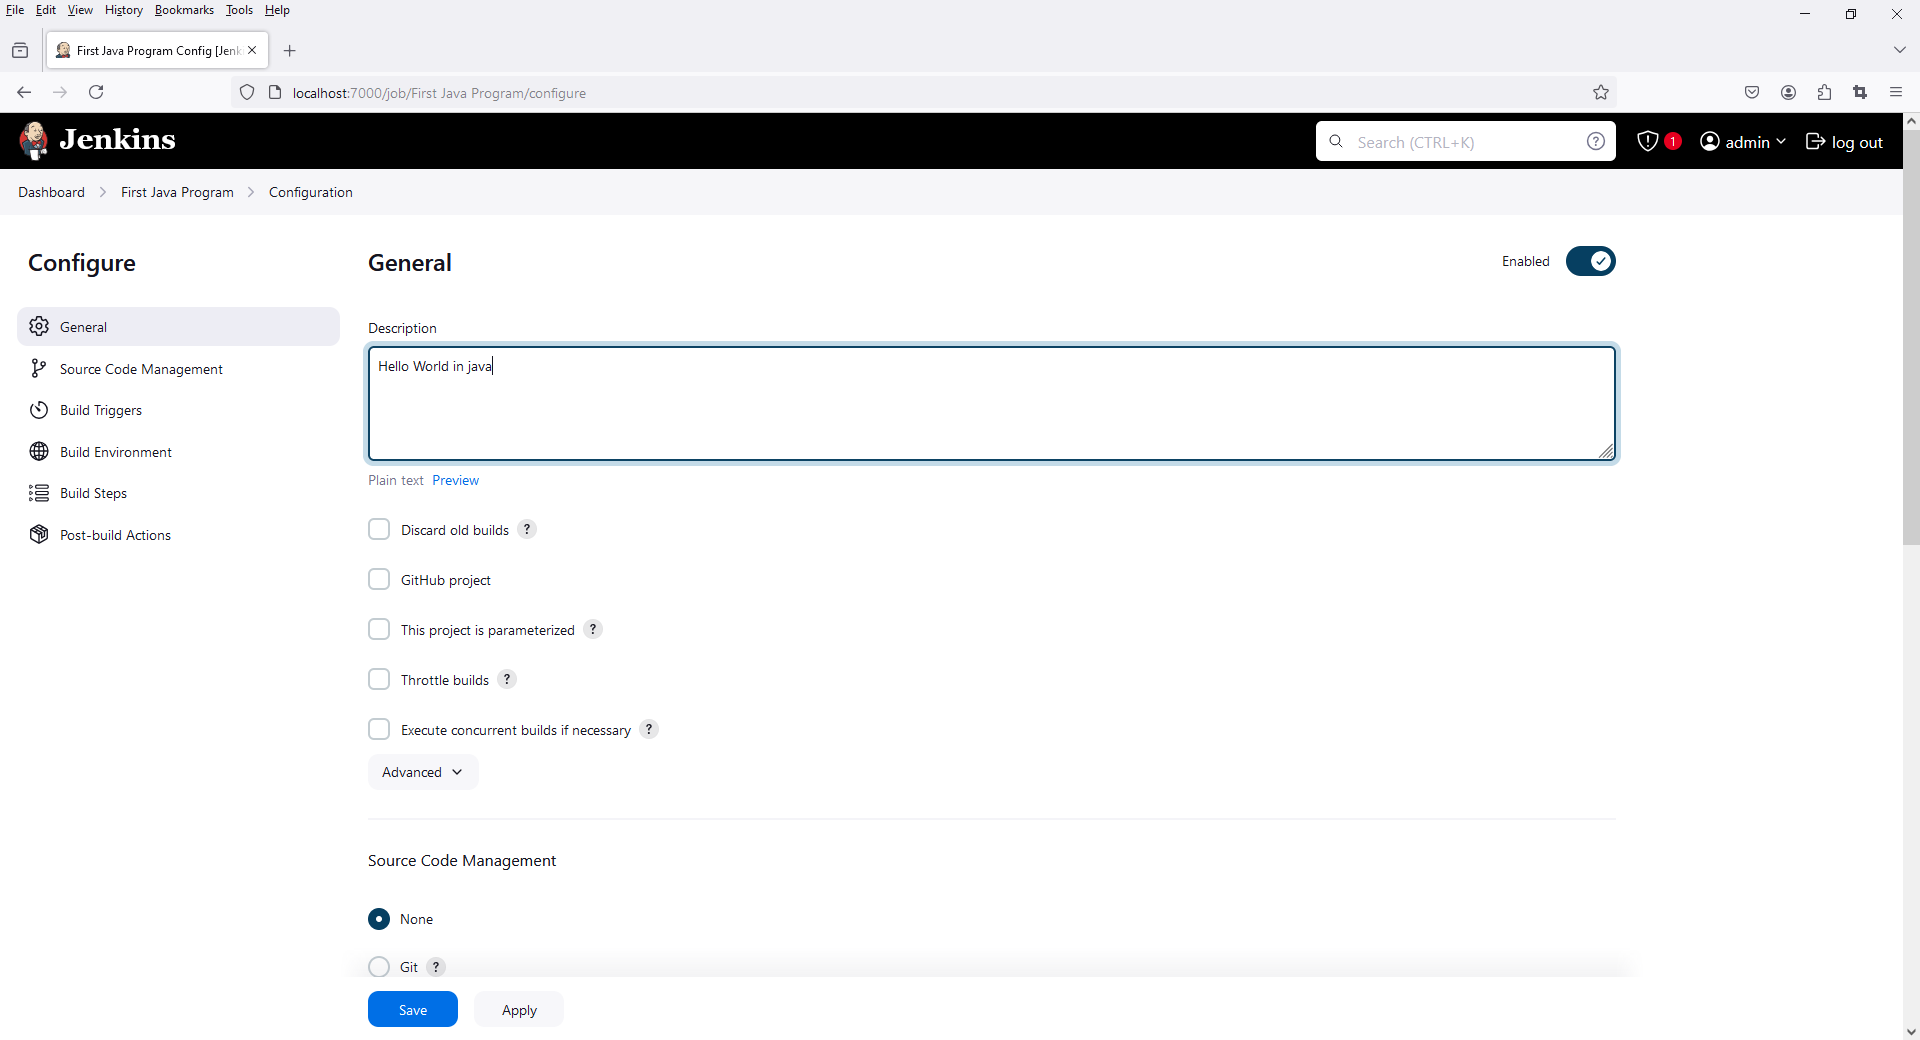 File Edit View History Bookmarks Tools Help
First Java Program Config [Jenk
localhost:7000/job/First Java Program/configure
Jenkins
Search (CTRL+K) ?
1
admin
log out
Dashboard First Java Program Configuration
Configure
General
Source Code Management
Build Triggers
Build Environment
Build Steps
Post-build Actions
General
Enabled
Description
Hello World in java
Plain text Preview
Discard old builds ?
GitHub project
This project is parameterized ?
Throttle builds ?
Execute concurrent builds if necessary ?
Advanced
Source Code Management
None
Git ?
Save Apply